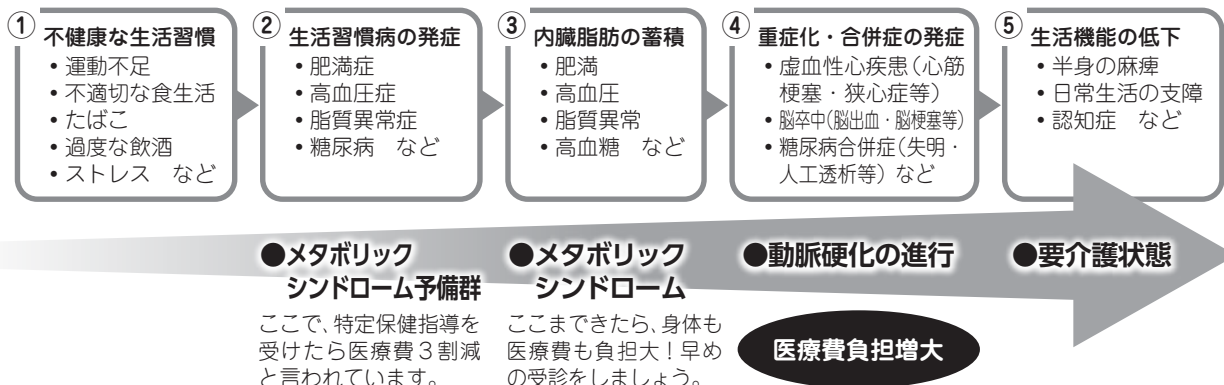 ① 不健康な生活習慣
• 運動不足
• 不適切な食生活
• たばこ
• 過度な飲酒
• ストレス など
② 生活習慣病の発症
• 肥満症
• 高血圧症
• 脂質異常症
• 糖尿病 など
③ 内臓脂肪の蓄積
• 肥満
• 高血圧
• 脂質異常
• 高血糖 など
④ 重症化・合併症の発症
• 虚血性心疾患(心筋
梗塞・狭心症等)
• 脳卒中(脳出血・脳梗塞等)
• 糖尿病合併症(失明・
人工透析等) など
⑤ 生活機能の低下
• 半身の麻痺
• 日常生活の支障
• 認知症 など
●メタボリック
シンドローム予備群
ここで、特定保健指導を
受けたら医療費3割減
と言われています。
●メタボリック
シンドローム
ここまできたら、身体も
医療費も負担大!早め
の受診をしましょう。
●動脈硬化の進行
医療費負担増大
●要介護状態